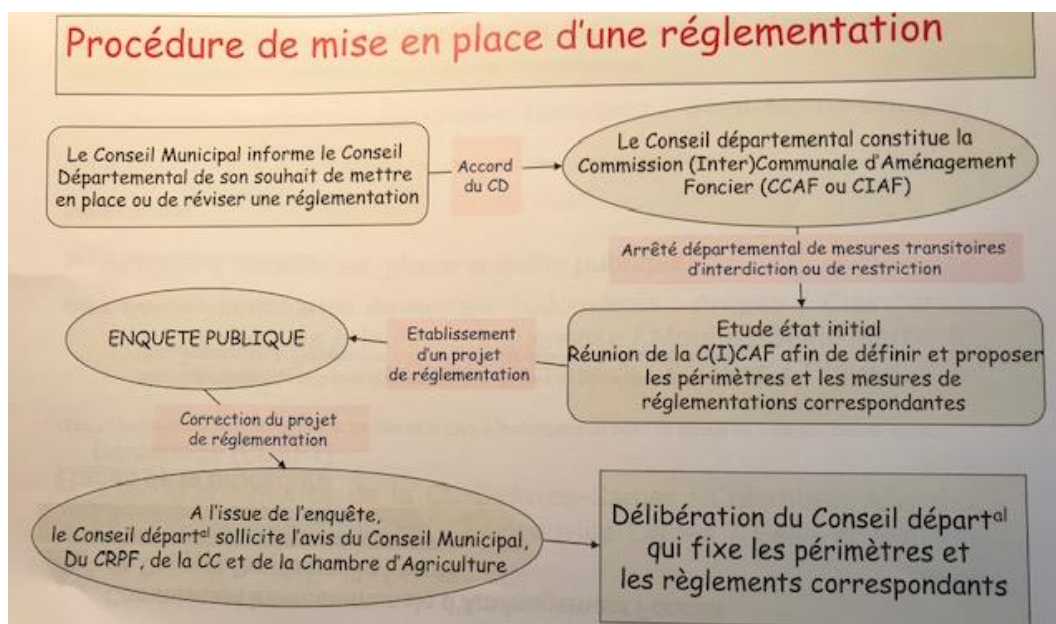 Procédure de mise en place d'une réglementation
Le Conseil Municipal informe le Conseil
Départemental de son souhait de mettre
en place ou de réviser une réglementation
Accord
du CD
Le Conseil départemental constitue la
Commission (Inter)Communale d'Aménagement
Foncier (CCAF ou CIAF)
Arrêté départemental de mesures transitoires
d'interdiction ou de restriction
Etude état initial
Réunion de la C(I)CAF afin de définir et proposer
les périmètres et les mesures de
réglementations correspondantes
Etablissement
d'un projet
de réglementation
ENQUETE PUBLIQUE
Correction du projet
de réglementation
A l'issue de l'enquête,
le Conseil départal sollicite l'avis du Conseil Municipal,
Du CRPF, de la CC et de la Chambre d'Agriculture
Délibération du Conseil départal
qui fixe les périmètres et
les règlements correspondants